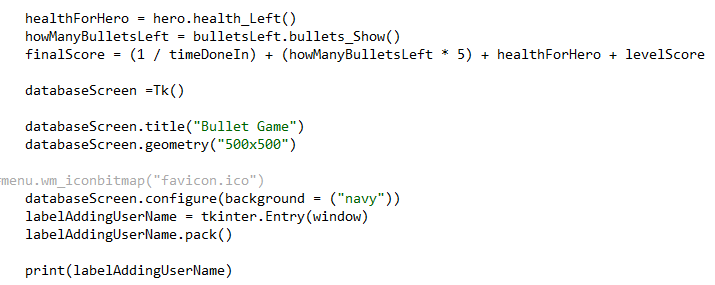 healthForHero = hero.health_Left()
howManyBulletsLeft = bulletsLeft.bullets_Show()
finalScore = (1 / timeDoneIn) + (howManyBulletsLeft * 5) + healthForHero + levelScore
databaseScreen =Tk()
databaseScreen.title("Bullet Game")
databaseScreen.geometry("500x500")
menu.wm_iconbitmap("favicon.ico")
databaseScreen.configure(background = ("navy"))
labelAddingUserName = tkinter.Entry(window)
labelAddingUserName.pack()
print(labelAddingUserName)